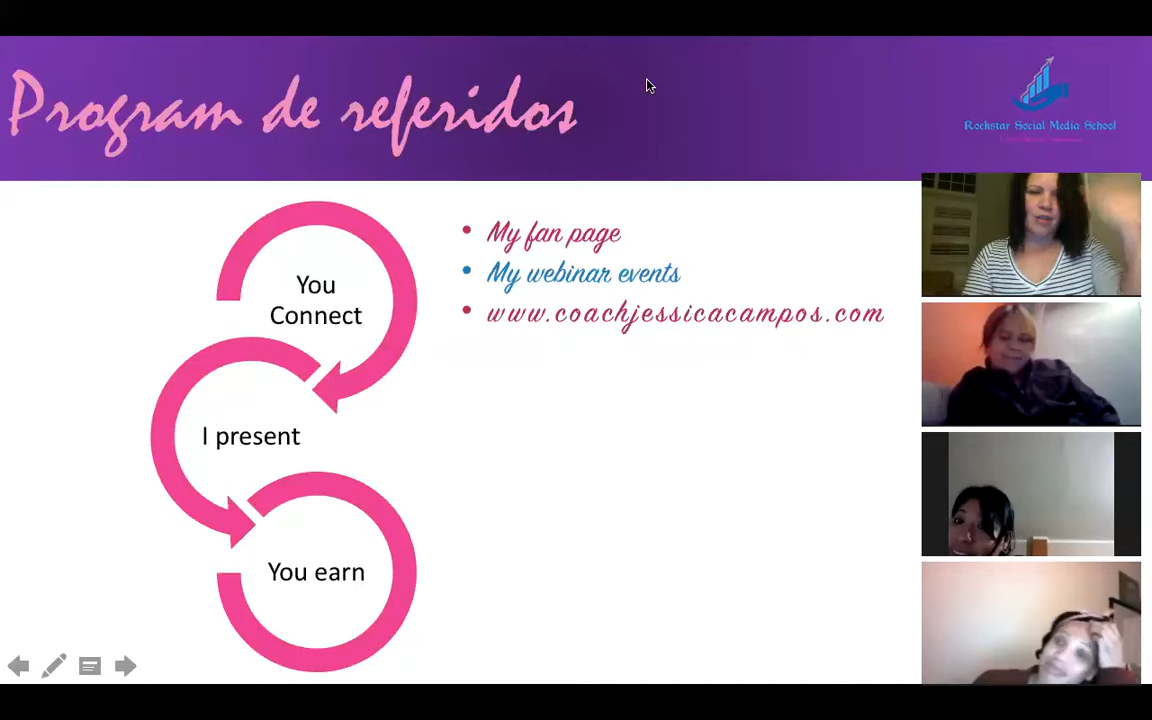 Program de referidos
Rockstar Social Media School
You
Connect
I present
You earn
• My fan page
• My webinar events
• www.coachjessicacampos.com